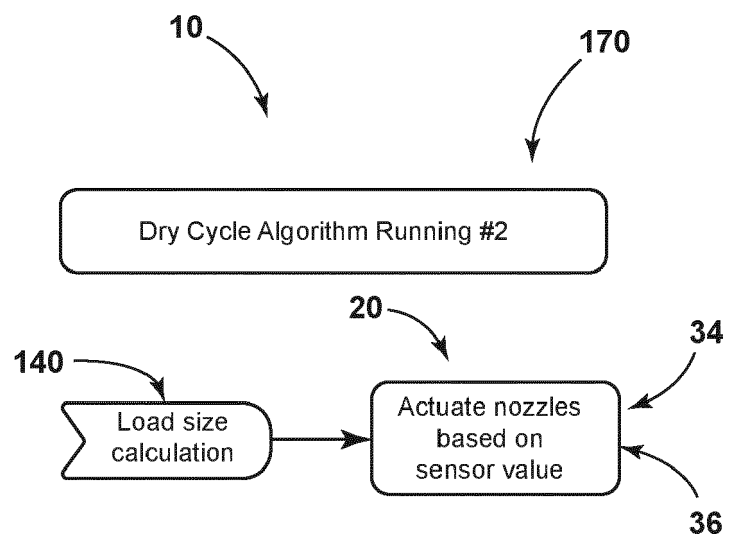 10
170
Dry Cycle Algorithm Running #2
20
34
140
Load size
calculation
Actuate nozzles
based on
sensor value
36